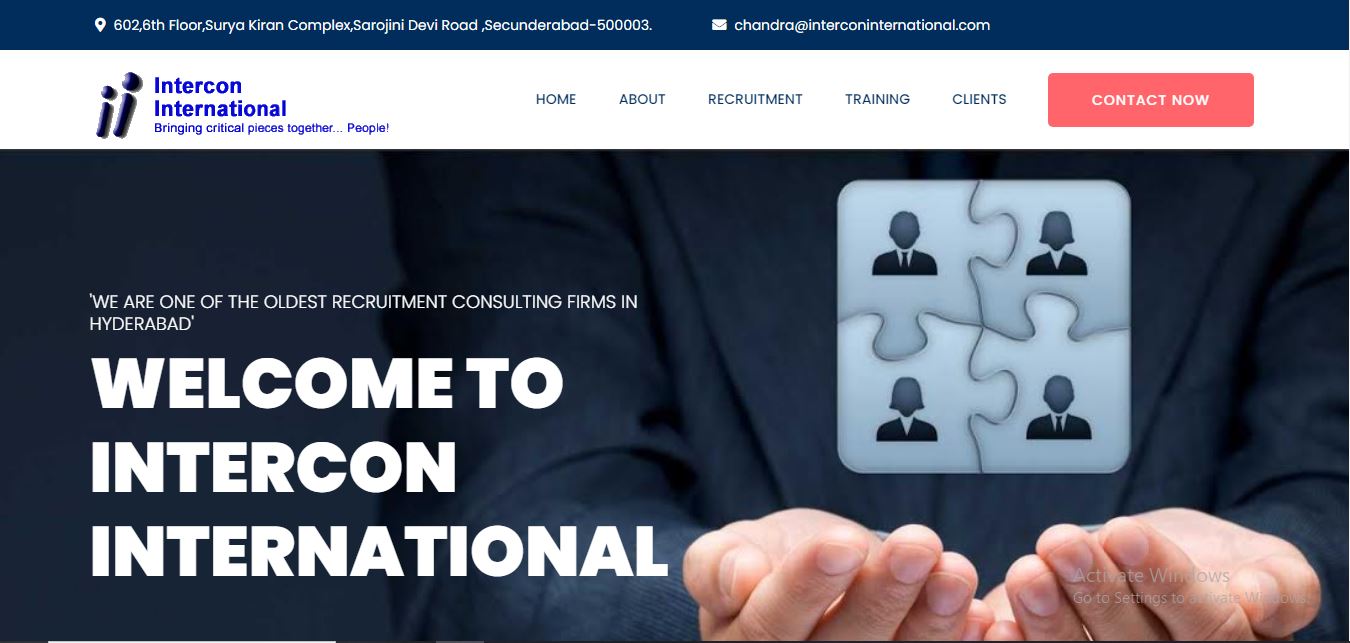 602,6th Floor,Surya Kiran Complex,Sarojini Devi Road ,Secunderabad-500003.
chandra@interconinternational.com
Intercon
International
Bringing critical pieces together... People!
HOME
ABOUT
RECRUITMENT
TRAINING
CLIENTS
CONTACT NOW
'WE ARE ONE OF THE OLDEST RECRUITMENT CONSULTING FIRMS IN
HYDERABAD'
WELCOME TO
INTERCON
INTERNATIONAL
Activate Windows
Go to Settings to activate Windows.